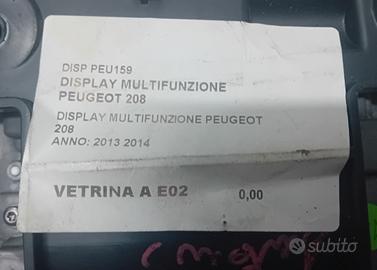 DISP PEU159
DISPLAY MULTIFUNZIONE
PEUGEOT 208
DISPLAY MULTIFUNZIONE PEUGEOT
208
ANNO: 2013 2014
VETRINA A E02 0,00
subito